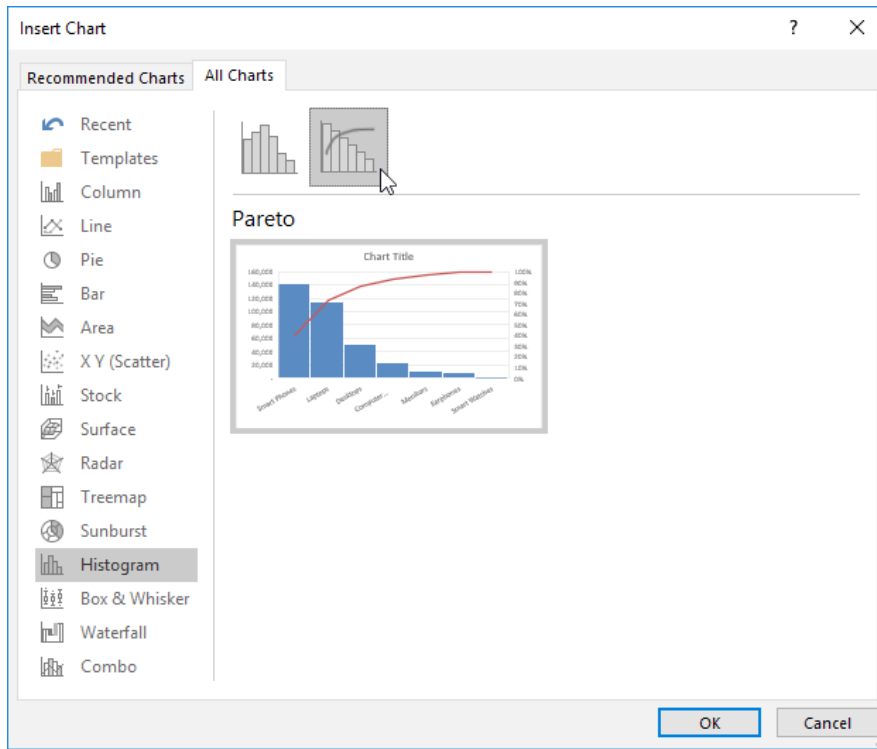 Insert Chart
?
Recommended Charts
All Charts
Recent
Templates
Column
Line
Pie
Bar
Area
X Y (Scatter)
Stock
Surface
Radar
Treemap
Sunburst
Histogram
Box & Whisker
Waterfall
Combo
Pareto
Chart Title
160,000
140,000
120,000
100,000
80,000
60,000
40,000
20,000
-
100%
90%
80%
70%
60%
50%
40%
30%
20%
10%
0%
Smart Phones
Laptops
Desktops
Computer...
Monitors
Earphones
Smart Watches
OK
Cancel